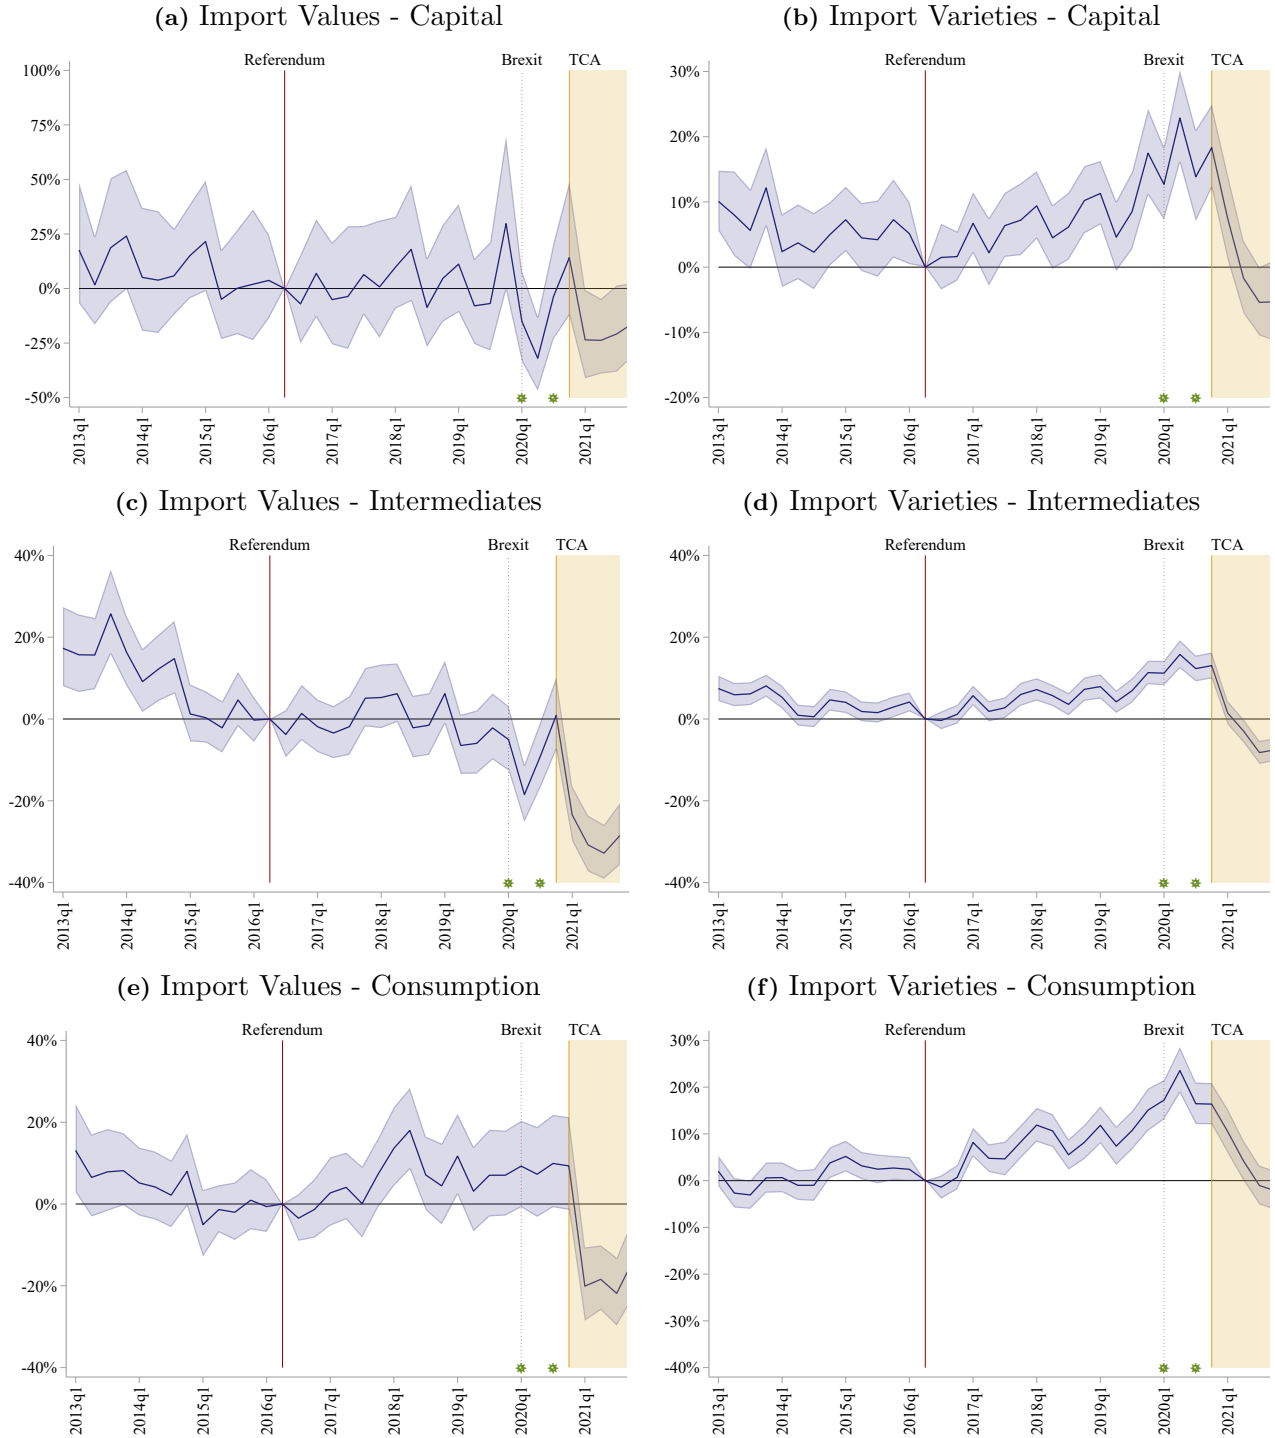 (a) Import Values - Capital
Referendum Brexit TCA
100%
75%
50%
25%
0%
-25%
-50%
2013q1 2014q1 2015q1 2016q1 2017q1 2018q1 2019q1 2020q1 2021q1
(b) Import Varieties - Capital
Referendum Brexit TCA
30%
20%
10%
0%
-10%
-20%
2013q1 2014q1 2015q1 2016q1 2017q1 2018q1 2019q1 2020q1 2021q1
(c) Import Values - Intermediates
Referendum Brexit TCA
40%
20%
0%
-20%
-40%
2013q1 2014q1 2015q1 2016q1 2017q1 2018q1 2019q1 2020q1 2021q1
(d) Import Varieties - Intermediates
Referendum Brexit TCA
40%
20%
0%
-20%
-40%
2013q1 2014q1 2015q1 2016q1 2017q1 2018q1 2019q1 2020q1 2021q1
(e) Import Values - Consumption
Referendum Brexit TCA
40%
20%
0%
-20%
-40%
2013q1 2014q1 2015q1 2016q1 2017q1 2018q1 2019q1 2020q1 2021q1
(f) Import Varieties - Consumption
Referendum Brexit TCA
30%
20%
10%
0%
-10%
-20%
-30%
-40%
2013q1 2014q1 2015q1 2016q1 2017q1 2018q1 2019q1 2020q1 2021q1